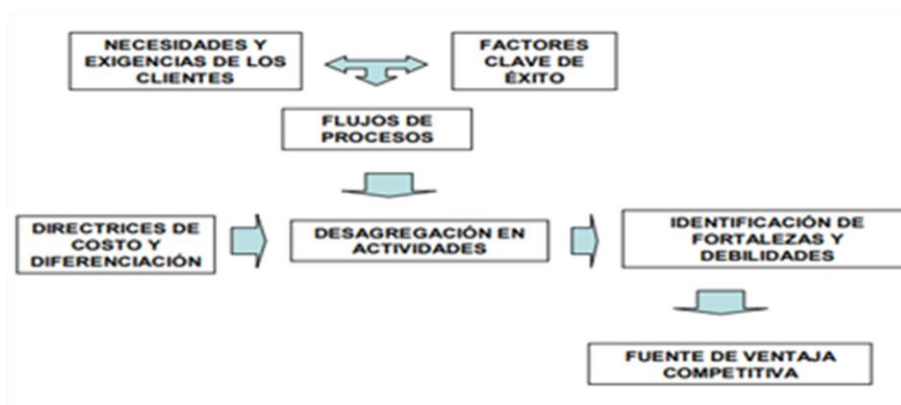 NECESIDADES Y
EXIGENCIAS DE LOS
CLIENTES
FACTORES
CLAVE DE
ÉXITO
FLUJOS DE
PROCESOS
DIRECTRICES DE
COSTO Y
DIFERENCIACIÓN
DESAGREGACIÓN EN
ACTIVIDADES
IDENTIFICACIÓN DE
FORTALEZAS Y
DEBILIDADES
FUENTE DE VENTAJA
COMPETITIVA